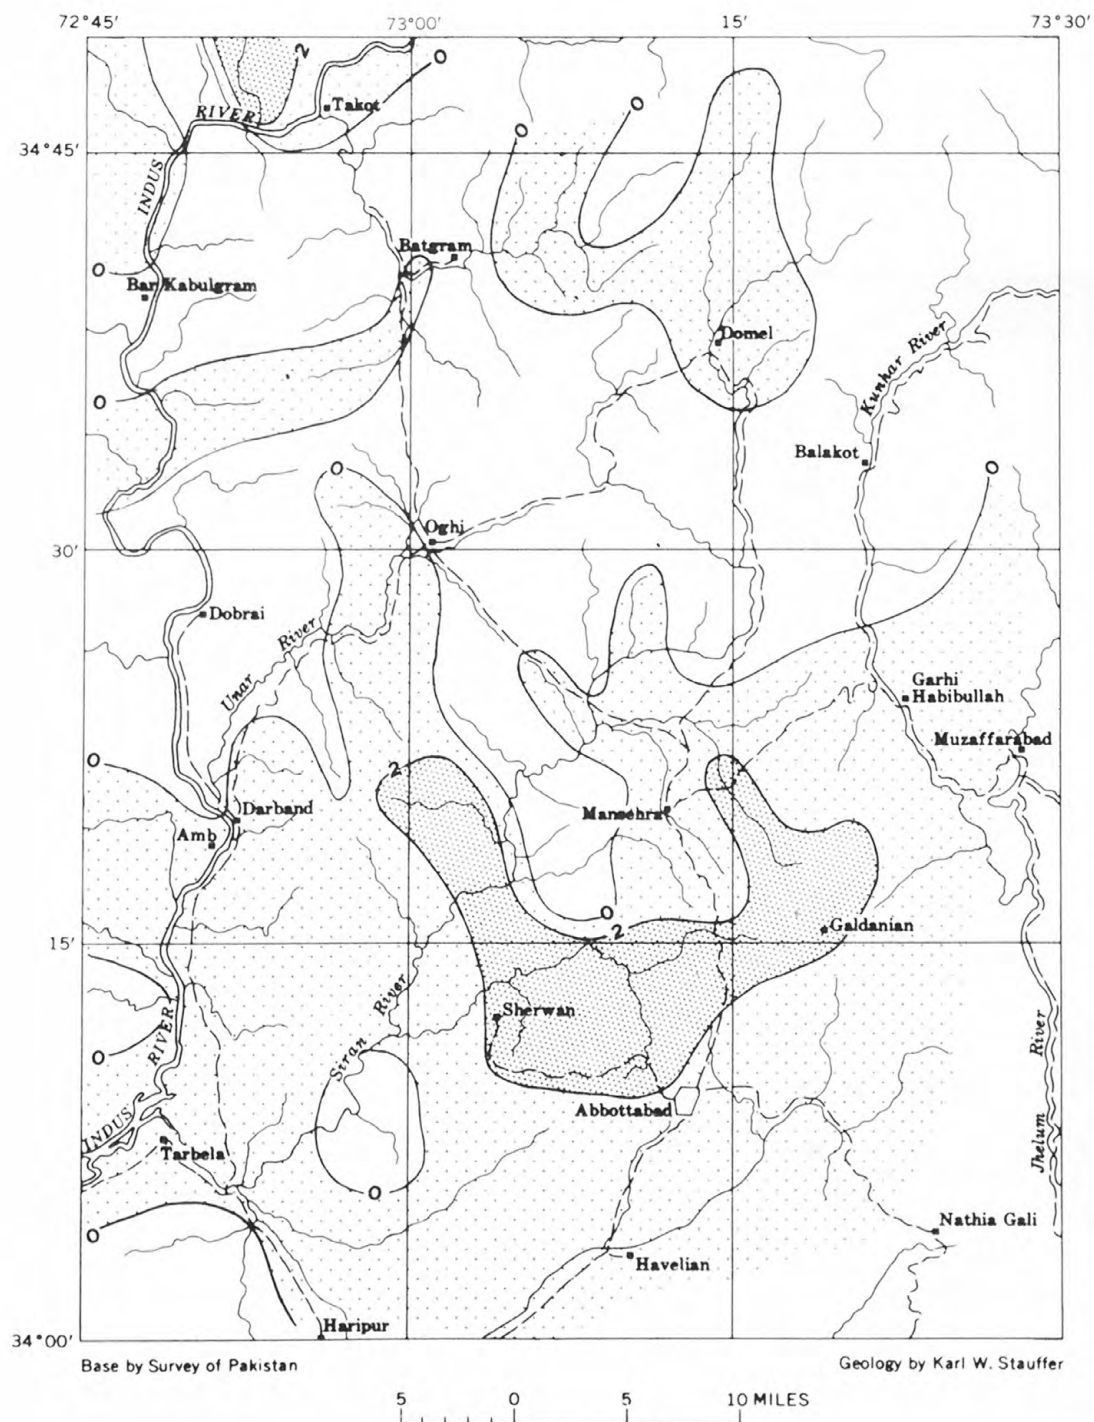 72°45' 73°00' 15' 73°30'
2
0
RIVER
Takot
0
0
34°45'
INDUS
Batgram
0
Bar Kabulgram
Domel
Kunhar River
0
Balakot
0
0
Oghi
30'
Dobrai
Unar River
Garhi
Habibullah
Muzaffarabad
0
2
Darband
Mansehra
Amb
0
2
Galdanian
15'
Siran River
Sherwan
INDUS RIVER
0
Jhelum River
Abbottabad
Tarbela
0
0
Nathia Gali
Havelian
Haripur
34°00'
Base by Survey of Pakistan
Geology by Karl W. Stauffer
5 0 5 10 MILES